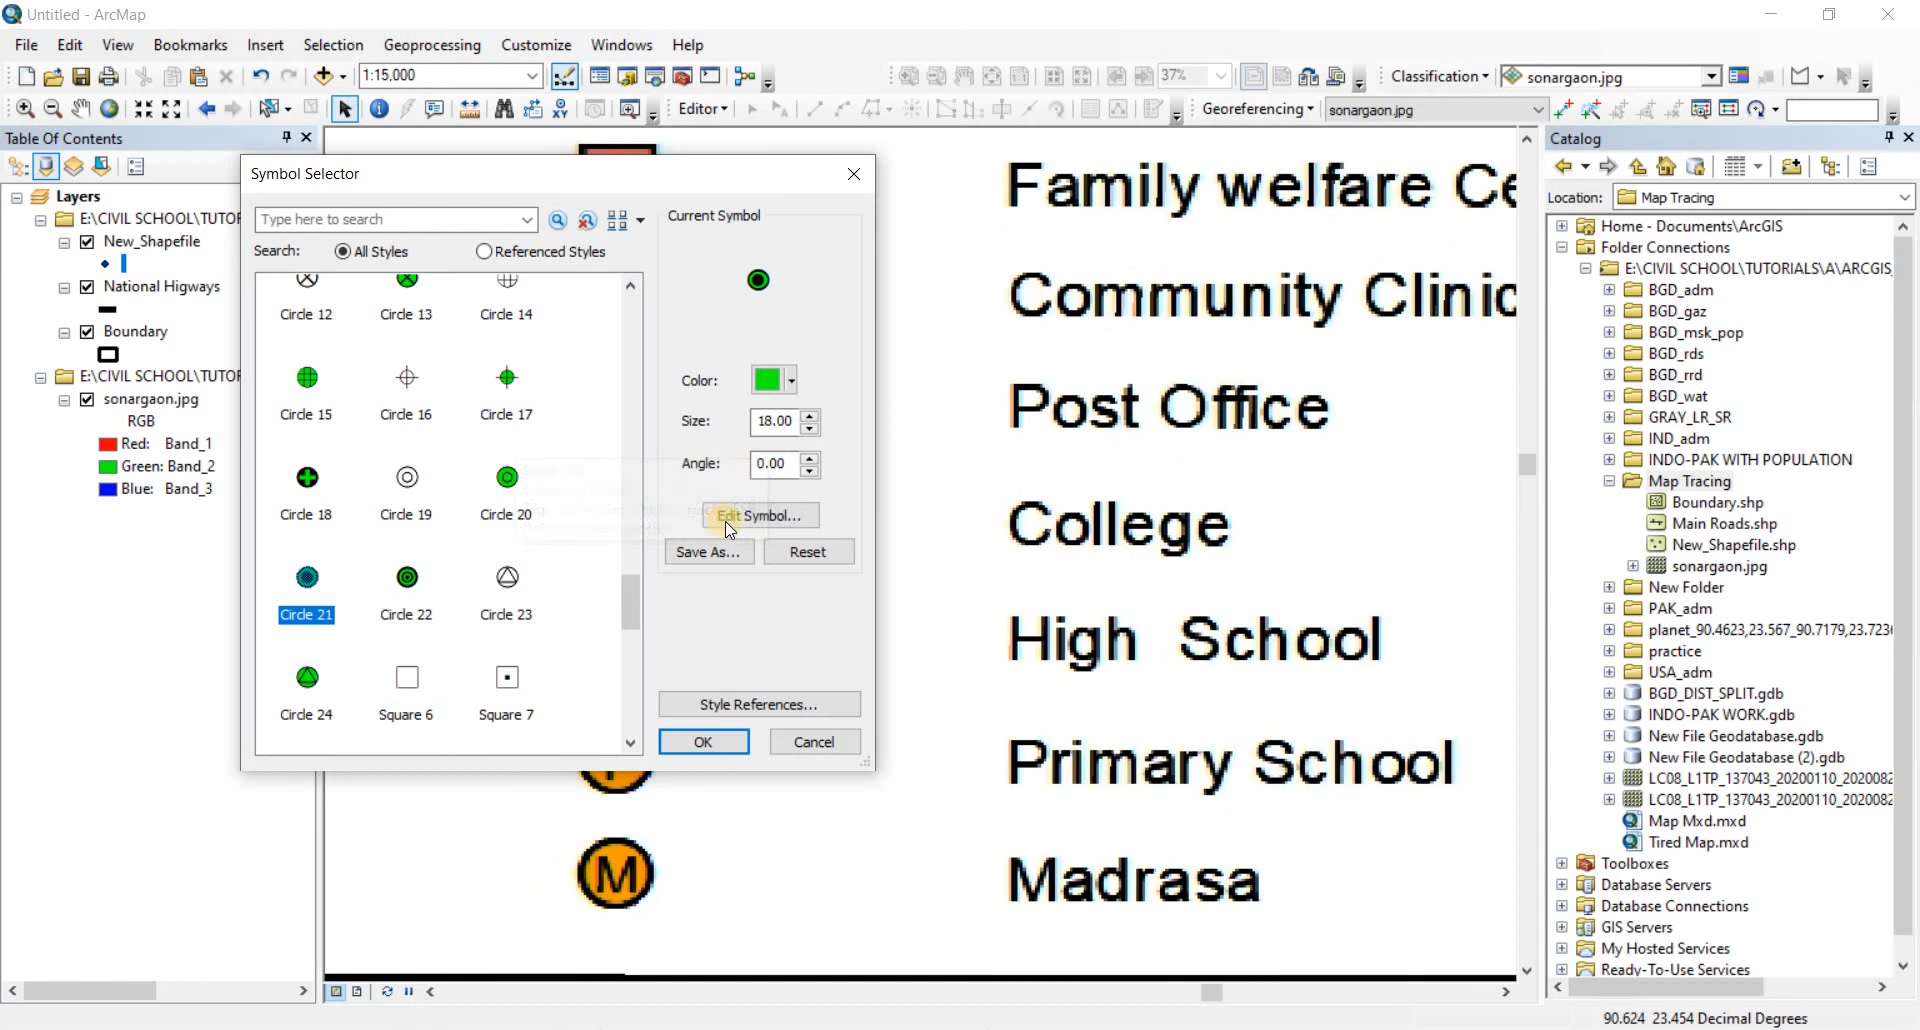 Untitled - ArcMap
File Edit View Bookmarks Insert Selection Geoprocessing Customize Windows Help
1:15,000 37% Classification sonargaon.jpg
Editor Georeferencing sonargaon.jpg
Table Of Contents
Layers
E:\CIVIL SCHOOL\TUTOR
New_Shapefile
National Higways
Boundary
E:\CIVIL SCHOOL\TUTOR
sonargaon.jpg
RGB
Red: Band_1
Green: Band_2
Blue: Band_3
Symbol Selector
Type here to search
Search: All Styles Referenced Styles
Circle 12 Circle 13 Circle 14
Circle 15 Circle 16 Circle 17
Circle 18 Circle 19 Circle 20
Circle 21 Circle 22 Circle 23
Circle 24 Square 6 Square 7
Current Symbol
Color:
Size: 18.00
Angle: 0.00
Edit Symbol...
Save As... Reset
Style References...
OK Cancel
Family welfare Ce
Community Clinic
Post Office
College
High School
Primary School
M Madrasa
Catalog
Location: Map Tracing
Home - Documents\ArcGIS
Folder Connections
E:\CIVIL SCHOOL\TUTORIALS\A\ARCGIS
BGD_adm
BGD_gaz
BGD_msk_pop
BGD_rds
BGD_rrd
BGD_wat
GRAY_LR_SR
IND_adm
INDO-PAK WITH POPULATION
Map Tracing
Boundary.shp
Main Roads.shp
New_Shapefile.shp
sonargaon.jpg
New Folder
PAK_adm
planet_90.4623,23.567_90.7179,23.723
practice
USA_adm
BGD_DIST_SPLIT.gdb
INDO-PAK WORK.gdb
New File Geodatabase.gdb
New File Geodatabase (2).gdb
LC08_L1TP_137043_20200110_2020082
LC08_L1TP_137043_20200110_2020082
Map Mxd.mxd
Tired Map.mxd
Toolboxes
Database Servers
Database Connections
GIS Servers
My Hosted Services
Ready-To-Use Services
90.624 23.454 Decimal Degrees